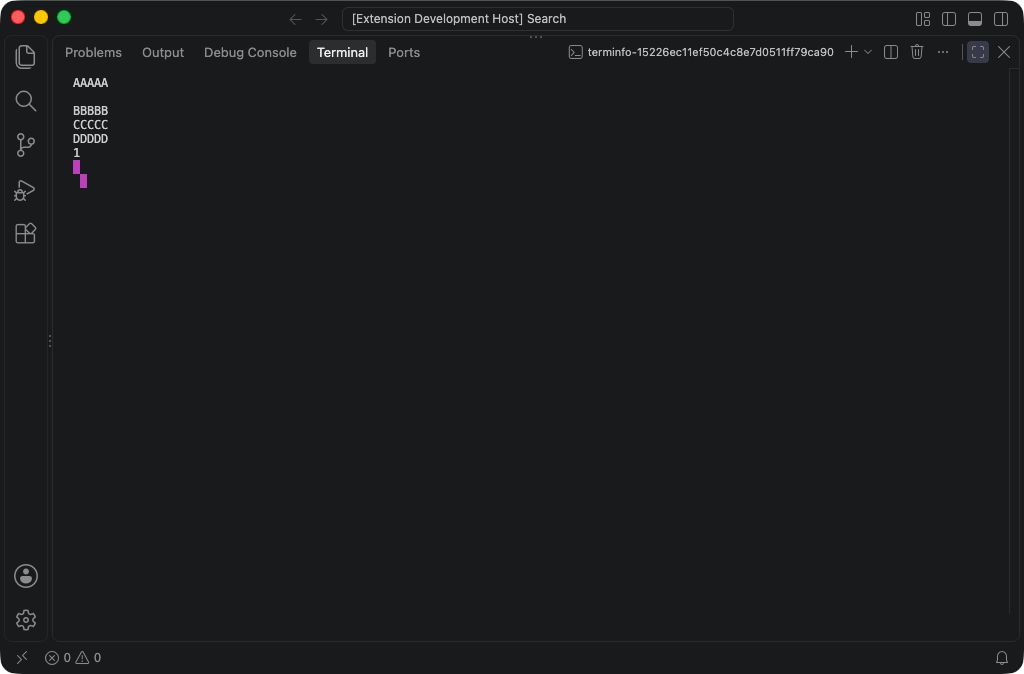 [Extension Development Host] Search
Problems Output Debug Console Terminal Ports
terminfo-15226ec11ef50c4c8e7d0511ff79ca90
AAAAA
BBBBB
CCCCC
DDDDD
1
0 0